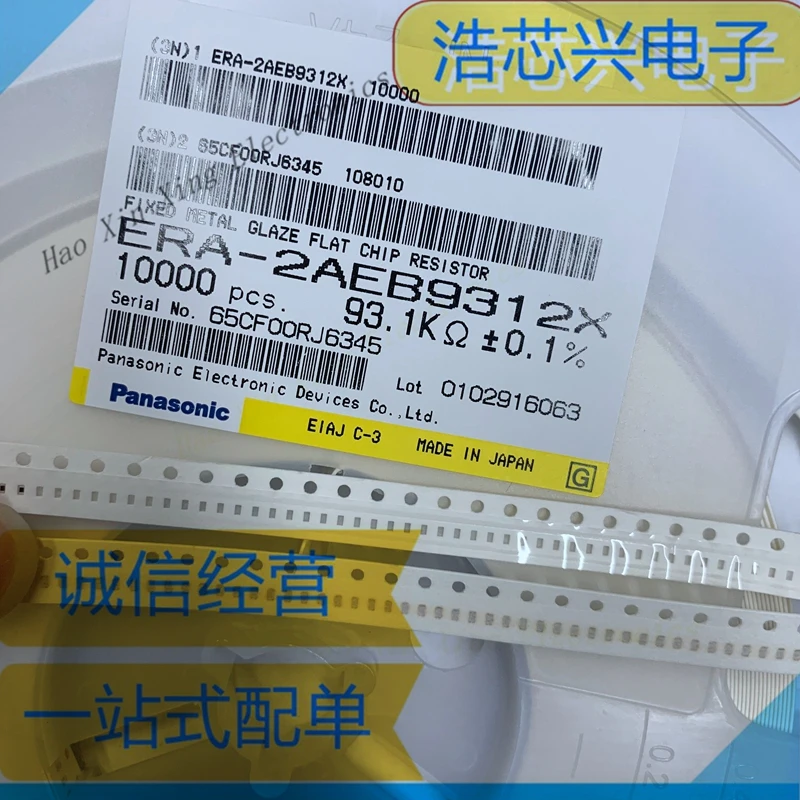 浩芯兴电子
(3N)1 ERA-2AEB9312X 10000
(3N)2 65CF00RJ6345 108010
FIXED METAL GLAZE FLAT CHIP RESISTOR
ERA-2AEB9312X
10000 pcs. 93.1KΩ ±0.1%
Serial No. 65CF00RJ6345
Lot 0102916063
Panasonic Electronic Devices Co.,Ltd.
Panasonic
EIAJ C-3 MADE IN JAPAN G
Hao Xin Xing Electronics
诚信经营
一站式配单
0.2